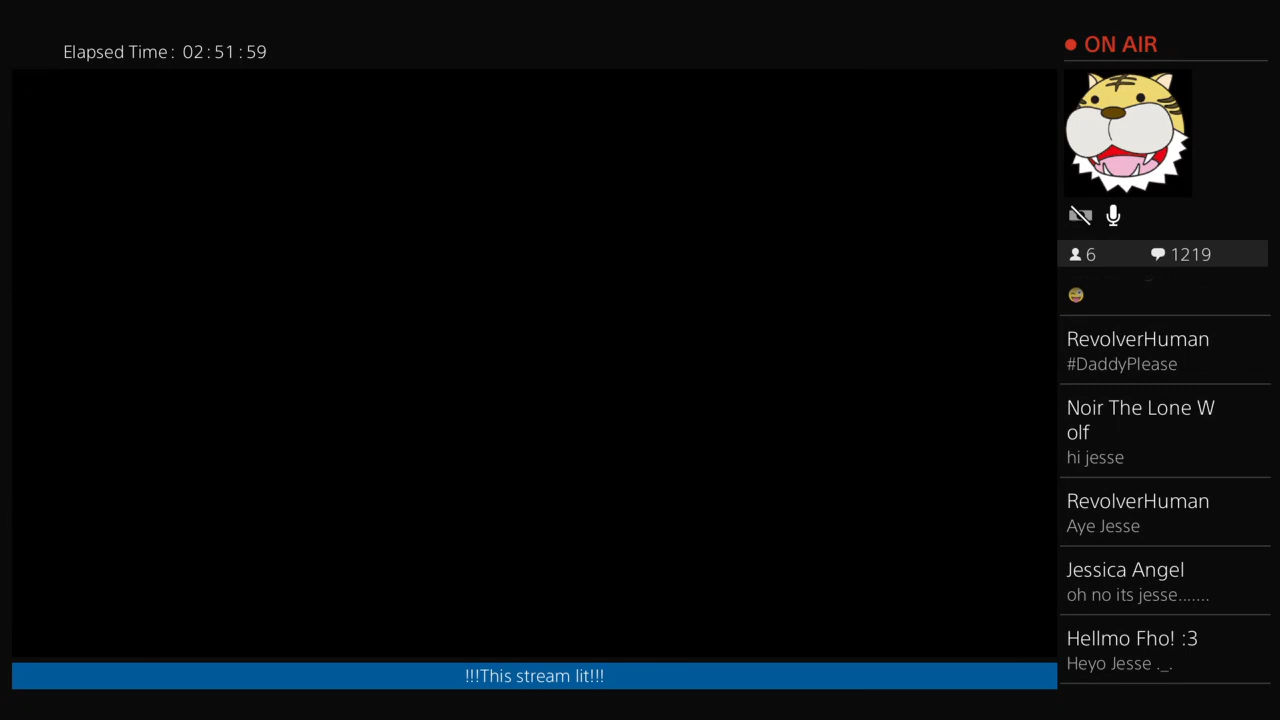 Elapsed Time: 02:51:59
ON AIR
6 1219
RevolverHuman
#DaddyPlease
Noir The Lone W
olf
hi jesse
RevolverHuman
Aye Jesse
Jessica Angel
oh no its jesse.......
Hellmo Fho! :3
Heyo Jesse ._.
!!!This stream lit!!!